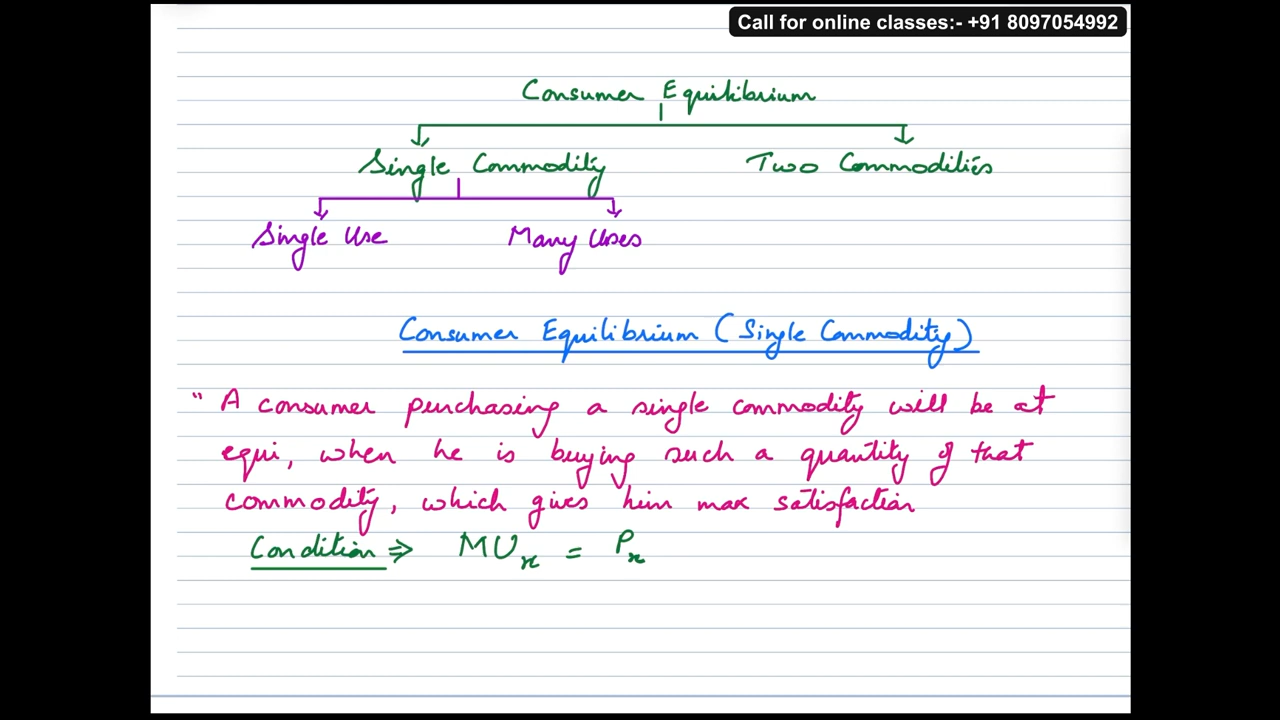 Call for online classes:- +91 8097054992
Consumer Equilibrium
Single Commodity Two Commodities
Single Use Many Uses
Consumer Equilibrium (Single Commodity)
" A consumer purchasing a single commodity will be at
equi, when he is buying such a quantity of that
commodity, which gives him max satisfaction
Condition ⇒ MUx = Px